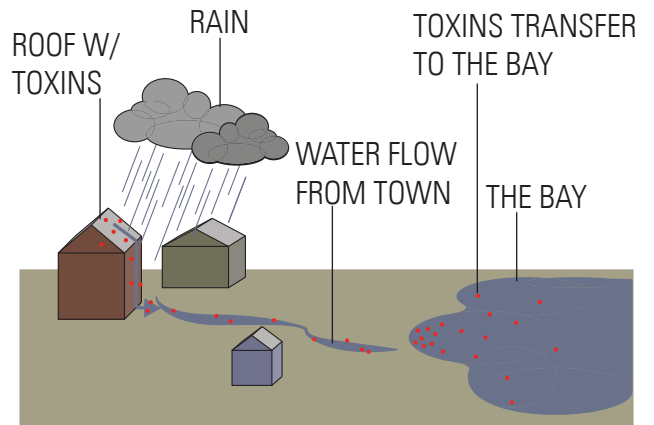 ROOF W/
TOXINS
RAIN
TOXINS TRANSFER
TO THE BAY
WATER FLOW
FROM TOWN
THE BAY